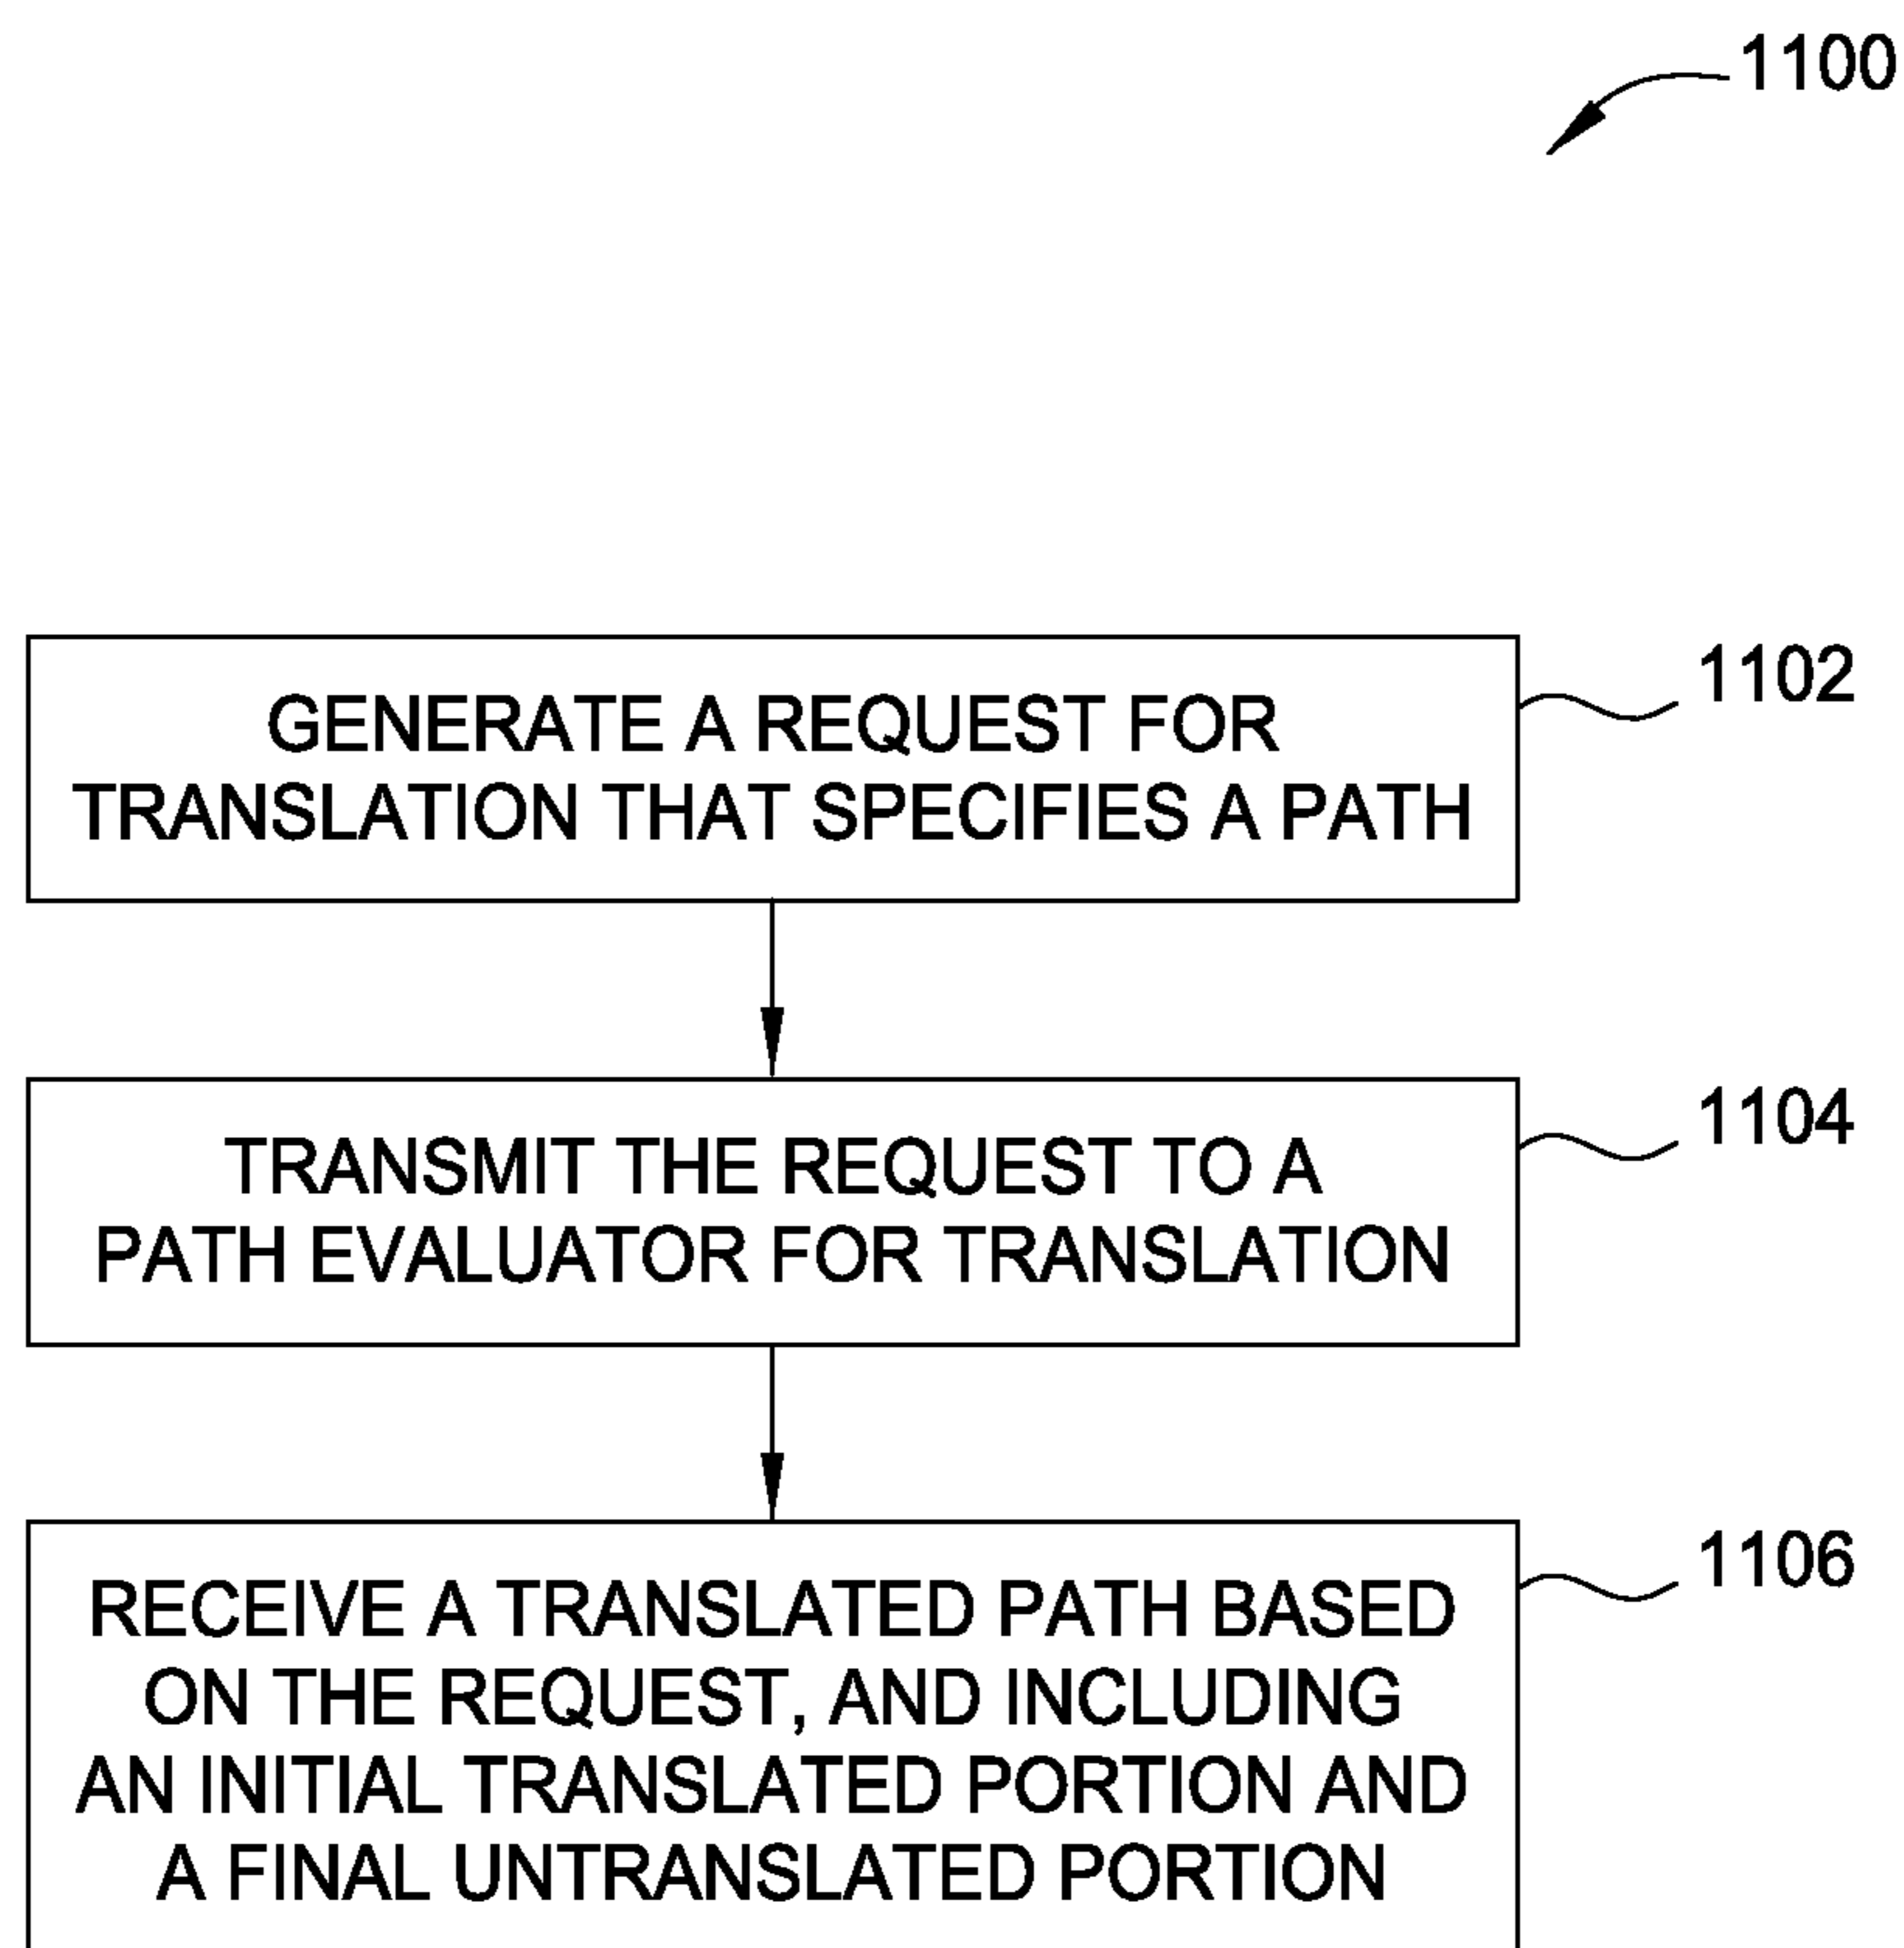 1100
GENERATE A REQUEST FOR
TRANSLATION THAT SPECIFIES A PATH
1102
TRANSMIT THE REQUEST TO A
PATH EVALUATOR FOR TRANSLATION
1104
RECEIVE A TRANSLATED PATH BASED
ON THE REQUEST, AND INCLUDING
AN INITIAL TRANSLATED PORTION AND
A FINAL UNTRANSLATED PORTION
1106